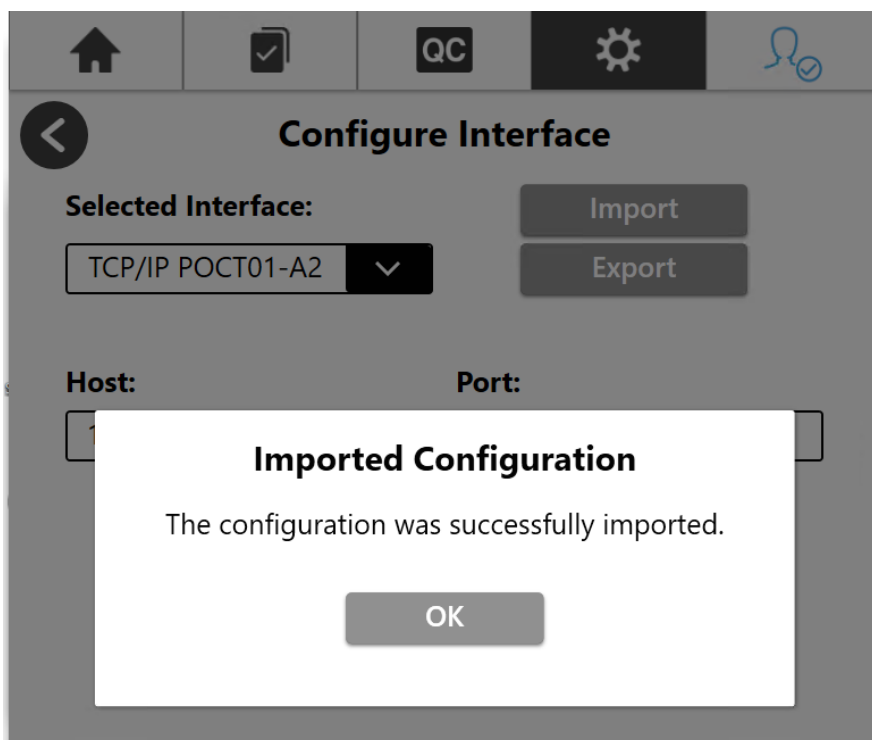 QC
Configure Interface
Selected Interface:
Import
TCP/IP POCT01-A2
Export
Host:
Port:
1
Imported Configuration
The configuration was successfully imported.
OK